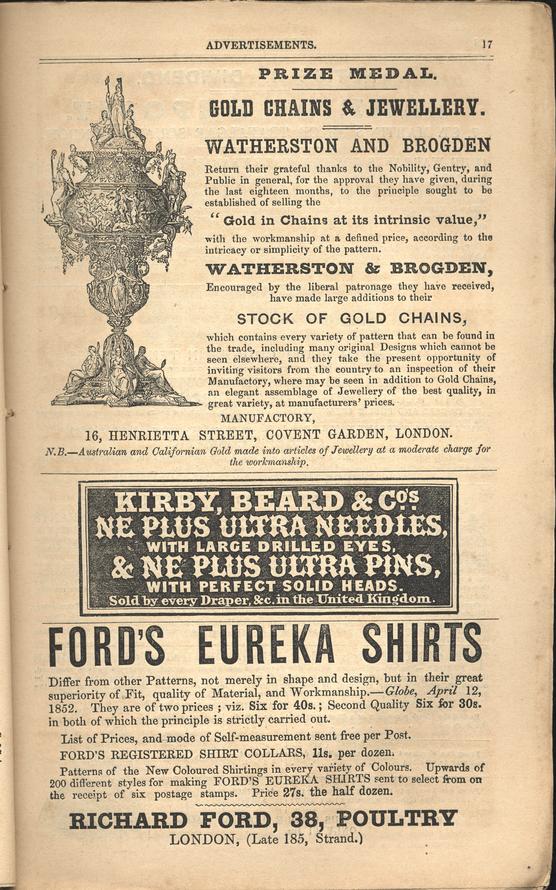 ADVERTISEMENTS. 17
PRIZE MEDAL.
GOLD CHAINS & JEWELLERY.
WATHERSTON AND BROGDEN
Return their grateful thanks to the Nobility, Gentry, and
Public in general, for the approval they have given, during
the last eighteen months, to the principle sought to be
established of selling the
"Gold in Chains at its intrinsic value,"
with the workmanship at a defined price, according to the
intricacy or simplicity of the pattern.
WATHERSTON & BROGDEN,
Encouraged by the liberal patronage they have received,
have made large additions to their
STOCK OF GOLD CHAINS,
which contains every variety of pattern that can be found in
the trade, including many original Designs which cannot be
seen elsewhere, and they take the present opportunity of
inviting visitors from the country to an inspection of their
Manufactory, where may be seen in addition to Gold Chains,
an elegant assemblage of Jewellery of the best quality, in
great variety, at manufacturers' prices.
MANUFACTORY,
16, HENRIETTA STREET, COVENT GARDEN, LONDON.
N.B.—Australian and Californian Gold made into articles of Jewellery at a moderate charge for
the workmanship.
KIRBY, BEARD & Co's.
NE PLUS ULTRA NEEDLES,
WITH LARGE DRILLED EYES,
& NE PLUS ULTRA PINS,
WITH PERFECT SOLID HEADS.
Sold by every Draper, &c. in the United Kingdom.
FORD'S EUREKA SHIRTS
Differ from other Patterns, not merely in shape and design, but in their great
superiority of Fit, quality of Material, and Workmanship.—Globe, April 12,
1852. They are of two prices; viz. Six for 40s.; Second Quality Six for 30s.
in both of which the principle is strictly carried out.
List of Prices, and mode of Self-measurement sent free per Post.
FORD'S REGISTERED SHIRT COLLARS, 11s. per dozen.
Patterns of the New Coloured Shirtings in every variety of Colours. Upwards of
200 different styles for making FORD'S EUREKA SHIRTS sent to select from on
the receipt of six postage stamps. Price 27s. the half dozen.
RICHARD FORD, 38, POULTRY
LONDON, (Late 185, Strand.)